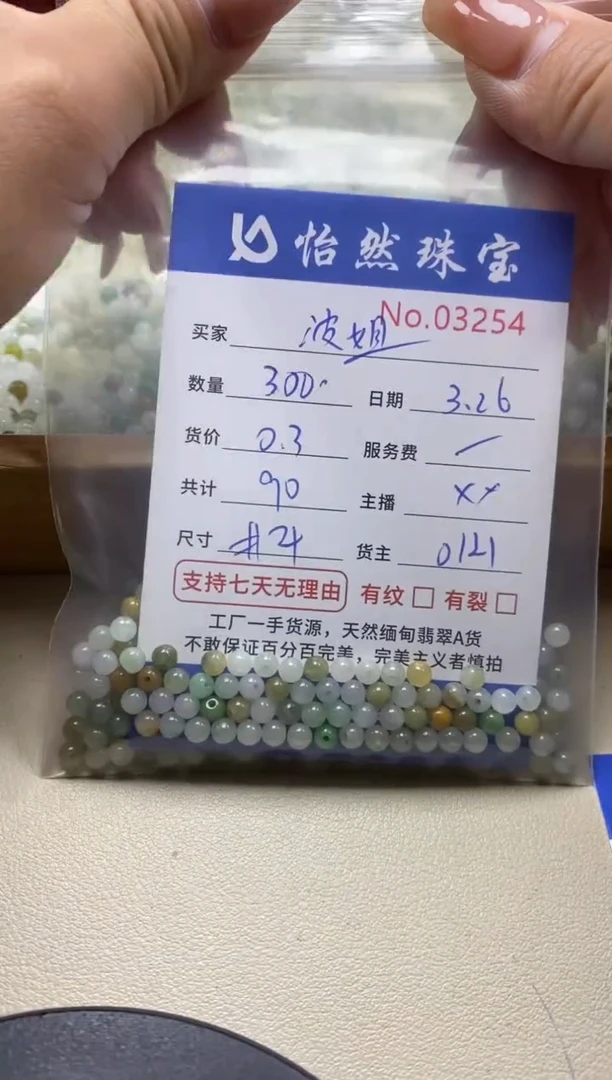 怡然珠宝
No.03254
买家 波姐
数量 300 日期 3.26
货价 0.3 服务费 一
共计 90 主播 xx
尺寸 #4 货主 0121
支持七天无理由 有纹 □ 有裂 □
工厂一手货源，天然缅甸翡翠A货
不敢保证百分百完美，完美主义者慎拍